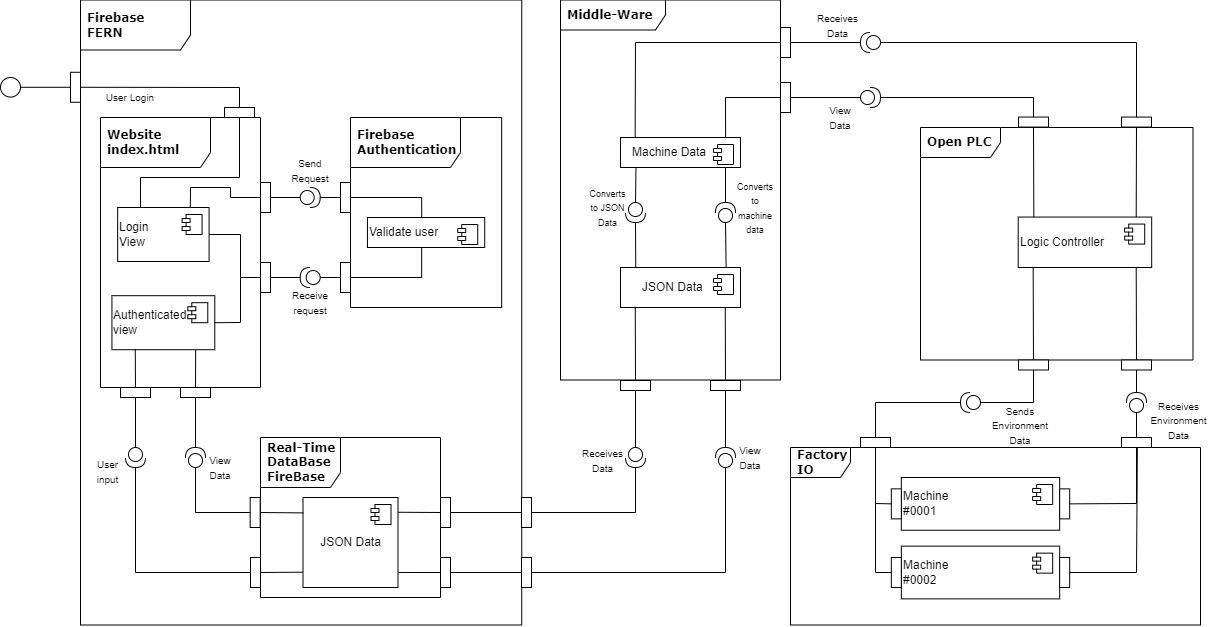 Firebase
FERN
User Login
Website
index.html
Firebase
Authentication
Send
Request
Login
View
Validate user
Receive
request
Authenticated
view
User
input
View
Data
Real-Time
DataBase
FireBase
JSON Data
Middle-Ware
Receives
Data
View
Data
Machine Data
Converts
to JSON
Data
Converts
to
machine
data
JSON Data
Receives
Data
View
Data
Open PLC
Logic Controller
Sends
Environment
Data
Receives
Environment
Data
Factory
IO
Machine
#0001
Machine
#0002